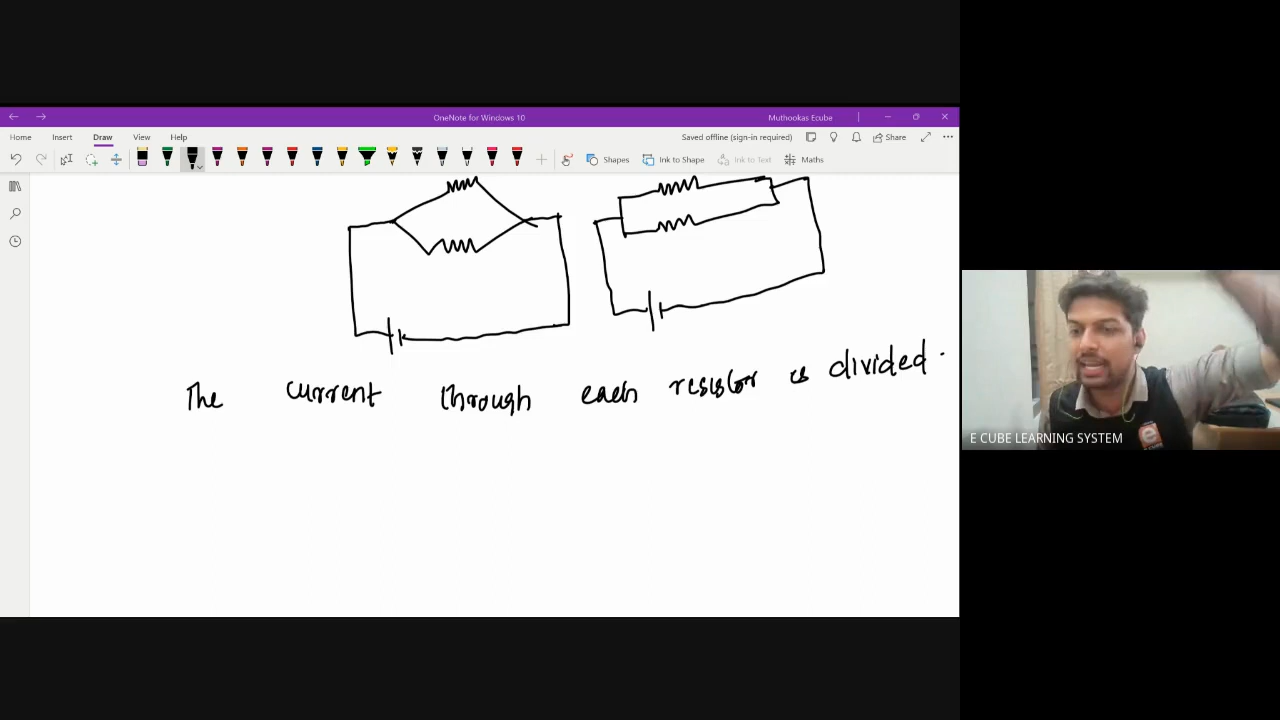 OneNote for Windows 10
Muthookas Ecube
Home Insert Draw View Help
Saved offline (sign-in required)
Share
Shapes
Ink to Shape
Ink to Text
Maths
The current through each resistor is divided.
E CUBE LEARNING SYSTEM